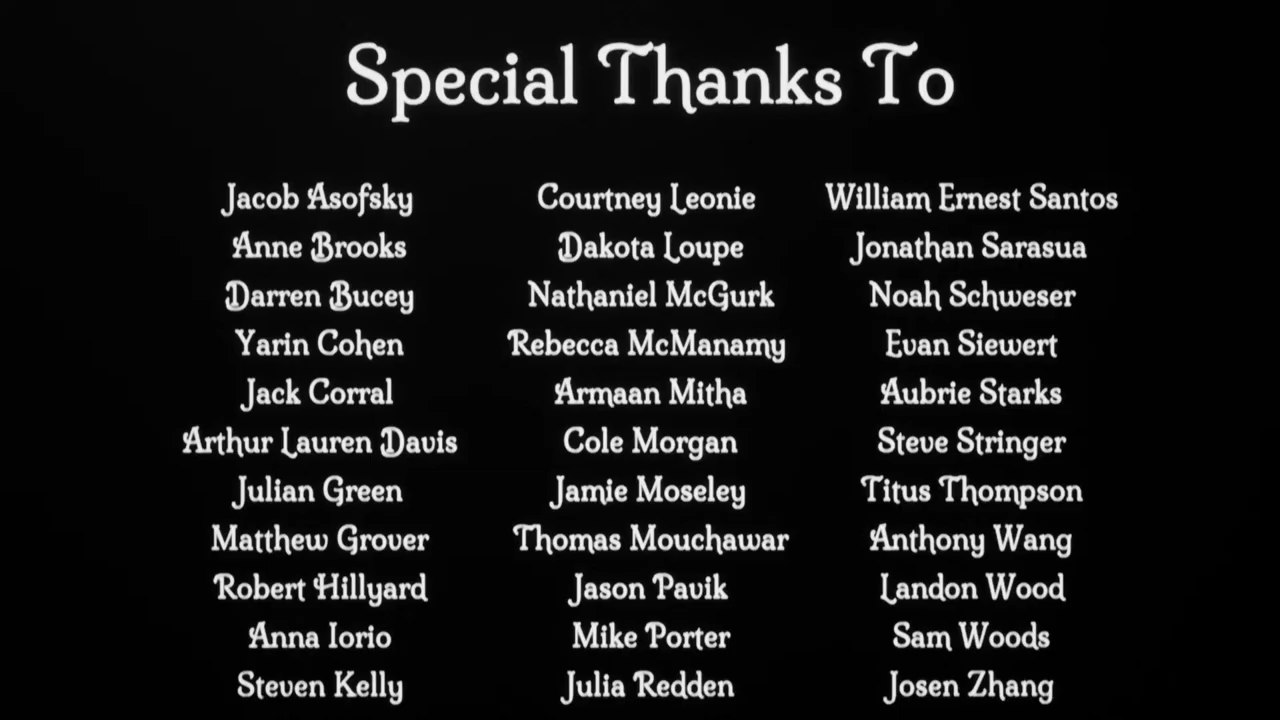 Special Thanks To
Jacob Asofsky
Anne Brooks
Darren Bucey
Yarin Cohen
Jack Corral
Arthur Lauren Davis
Julian Green
Matthew Grover
Robert Hillyard
Anna Iorio
Steven Kelly
Courtney Leonie
Dakota Loupe
Nathaniel McGurk
Rebecca McManamy
Armaan Mitha
Cole Morgan
Jamie Moseley
Thomas Mouchawar
Jason Pavik
Mike Porter
Julia Redden
William Ernest Santos
Jonathan Sarasua
Noah Schweser
Evan Siewert
Aubrie Starks
Steve Stringer
Titus Thompson
Anthony Wang
Landon Wood
Sam Woods
Josen Zhang